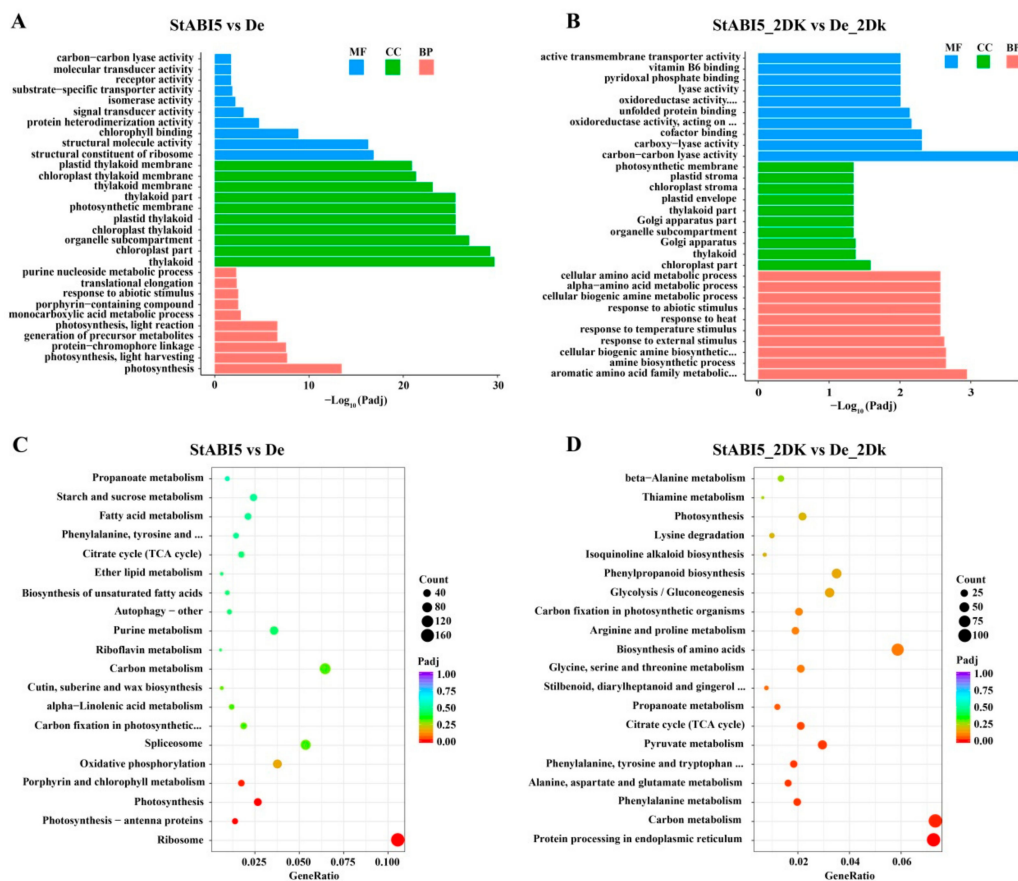 A
StABI5 vs De
MF CC BP
carbon−carbon lyase activity
molecular transducer activity
receptor activity
substrate−specific transporter activity
isomerase activity
signal transducer activity
protein heterodimerization activity
chlorophyll binding
structural molecule activity
structural constituent of ribosome
plastid thylakoid membrane
chloroplast thylakoid membrane
thylakoid membrane
thylakoid part
photosynthetic membrane
plastid thylakoid
chloroplast thylakoid
organelle subcompartment
chloroplast part
thylakoid
purine nucleoside metabolic process
translational elongation
response to abiotic stimulus
porphyrin−containing compound
monocarboxylic acid metabolic process
photosynthesis, light reaction
generation of precursor metabolites
protein−chromophore linkage
photosynthesis, light harvesting
photosynthesis
0 10 20 30
−Log10 (Padj)
B
StABI5_2DK vs De_2Dk
MF CC BP
active transmembrane transporter activity
vitamin B6 binding
pyridoxal phosphate binding
lyase activity
oxidoreductase activity....
unfolded protein binding
oxidoreductase activity, acting on ...
cofactor binding
carboxy−lyase activity
carbon−carbon lyase activity
photosynthetic membrane
plastid stroma
chloroplast stroma
plastid envelope
thylakoid part
Golgi apparatus part
organelle subcompartment
Golgi apparatus
thylakoid
chloroplast part
cellular amino acid metabolic process
alpha−amino acid metabolic process
cellular biogenic amine metabolic process
response to abiotic stimulus
response to heat
response to temperature stimulus
response to external stimulus
cellular biogenic amine biosynthetic...
amine biosynthetic process
aromatic amino acid family metabolic...
0 1 2 3
−Log10 (Padj)
C
StABI5 vs De
Propanoate metabolism
Starch and sucrose metabolism
Fatty acid metabolism
Phenylalanine, tyrosine and ...
Citrate cycle (TCA cycle)
Ether lipid metabolism
Biosynthesis of unsaturated fatty acids
Autophagy − other
Purine metabolism
Riboflavin metabolism
Carbon metabolism
Cutin, suberine and wax biosynthesis
alpha−Linolenic acid metabolism
Carbon fixation in photosynthetic...
Spliceosome
Oxidative phosphorylation
Porphyrin and chlorophyll metabolism
Photosynthesis
Photosynthesis − antenna proteins
Ribosome
0.025 0.050 0.075 0.100
GeneRatio
Count
40
80
120
160
Padj
1.00
0.75
0.50
0.25
0.00
D
StABI5_2DK vs De_2Dk
beta−Alanine metabolism
Thiamine metabolism
Photosynthesis
Lysine degradation
Isoquinoline alkaloid biosynthesis
Phenylpropanoid biosynthesis
Glycolysis / Gluconeogenesis
Carbon fixation in photosynthetic organisms
Arginine and proline metabolism
Biosynthesis of amino acids
Glycine, serine and threonine metabolism
Stilbenoid, diarylheptanoid and gingerol ...
Propanoate metabolism
Citrate cycle (TCA cycle)
Pyruvate metabolism
Phenylalanine, tyrosine and tryptophan ...
Alanine, aspartate and glutamate metabolism
Phenylalanine metabolism
Carbon metabolism
Protein processing in endoplasmic reticulum
0.02 0.04 0.06
GeneRatio
Count
25
50
75
100
Padj
1.00
0.75
0.50
0.25
0.00